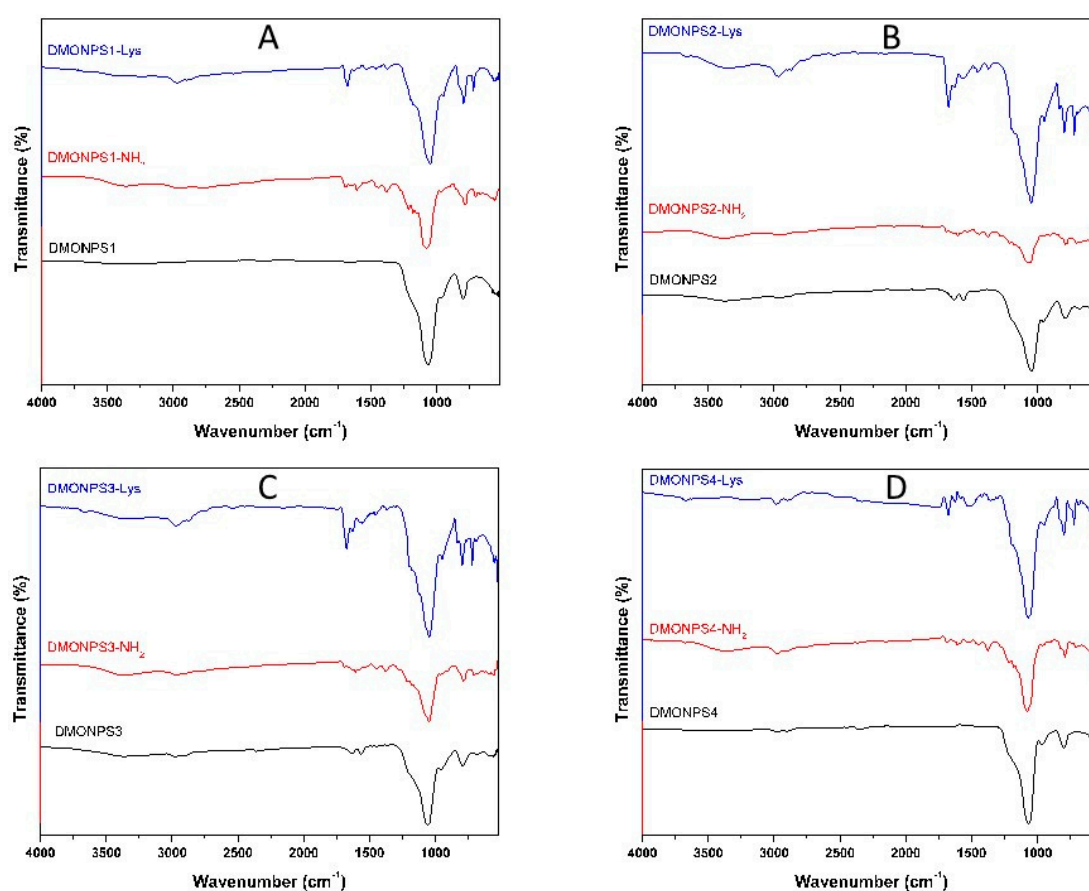 A
DMONPS1-Lys
DMONPS1-NH2
DMONPS1
Transmittance (%)
4000 3500 3000 2500 2000 1500 1000
Wavenumber (cm-1)
B
DMONPS2-Lys
DMONPS2-NH2
DMONPS2
Transmittance (%)
4000 3500 3000 2500 2000 1500 1000
Wavenumber (cm-1)
C
DMONPS3-Lys
DMONPS3-NH2
DMONPS3
Transmittance (%)
4000 3500 3000 2500 2000 1500 1000
Wavenumber (cm-1)
D
DMONPS4-Lys
DMONPS4-NH2
DMONPS4
Transmittance (%)
4000 3500 3000 2500 2000 1500 1000
Wavenumber (cm-1)